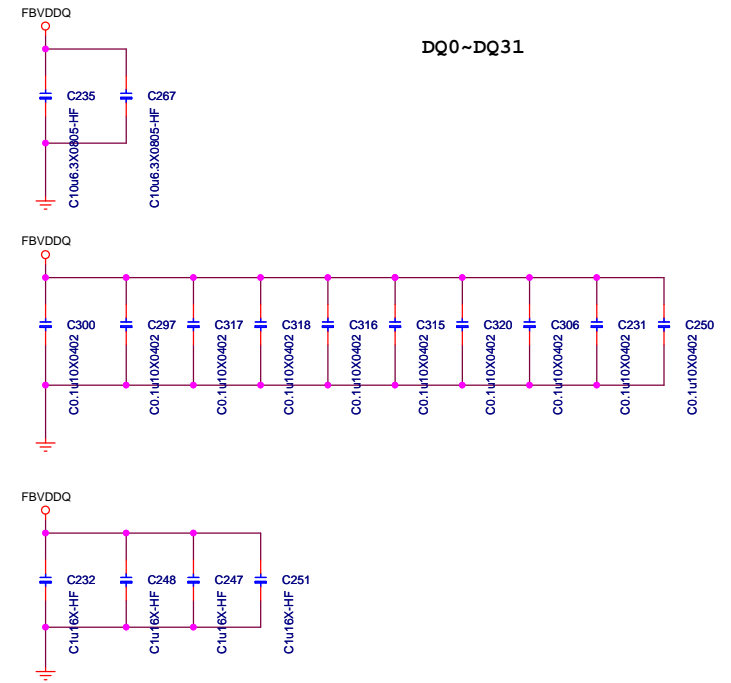 FBVDDQ
DQ0~DQ31
C235
C267
C10u6.3X0805-HF
C10u6.3X0805-HF
FBVDDQ
C300
C297
C317
C318
C316
C315
C320
C306
C231
C250
C0.1u10X0402
C0.1u10X0402
C0.1u10X0402
C0.1u10X0402
C0.1u10X0402
C0.1u10X0402
C0.1u10X0402
C0.1u10X0402
C0.1u10X0402
C0.1u10X0402
FBVDDQ
C232
C248
C247
C251
C1u16X-HF
C1u16X-HF
C1u16X-HF
C1u16X-HF